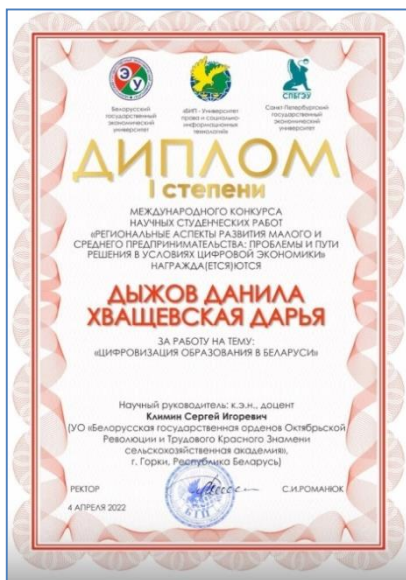 Белорусский
государственный
экономический
университет
«БИП - Университет
права и социально-
информационных
технологий»
СПбГЭУ
Санкт-Петербургский
государственный
экономический
университет
ДИПЛОМ
I степени
МЕЖДУНАРОДНОГО КОНКУРСА
НАУЧНЫХ СТУДЕНЧЕСКИХ РАБОТ
«РЕГИОНАЛЬНЫЕ АСПЕКТЫ РАЗВИТИЯ МАЛОГО И
СРЕДНЕГО ПРЕДПРИНИМАТЕЛЬСТВА: ПРОБЛЕМЫ И ПУТИ
РЕШЕНИЯ В УСЛОВИЯХ ЦИФРОВОЙ ЭКОНОМИКИ»
НАГРАЖДА(ЕТСЯ)ЮТСЯ
ДЫЖОВ ДАНИЛА
ХВАЩЕВСКАЯ ДАРЬЯ
ЗА РАБОТУ НА ТЕМУ:
«ЦИФРОВИЗАЦИЯ ОБРАЗОВАНИЯ В БЕЛАРУСИ»
Научный руководитель: к.э.н., доцент
Климин Сергей Игоревич
(УО «Белорусская государственная орденов Октябрьской
Революции и Трудового Красного Знамени
сельскохозяйственная академия»,
г. Горки, Республика Беларусь)
РЕКТОР
С.И.РОМАНЮК
4 АПРЕЛЯ 2022